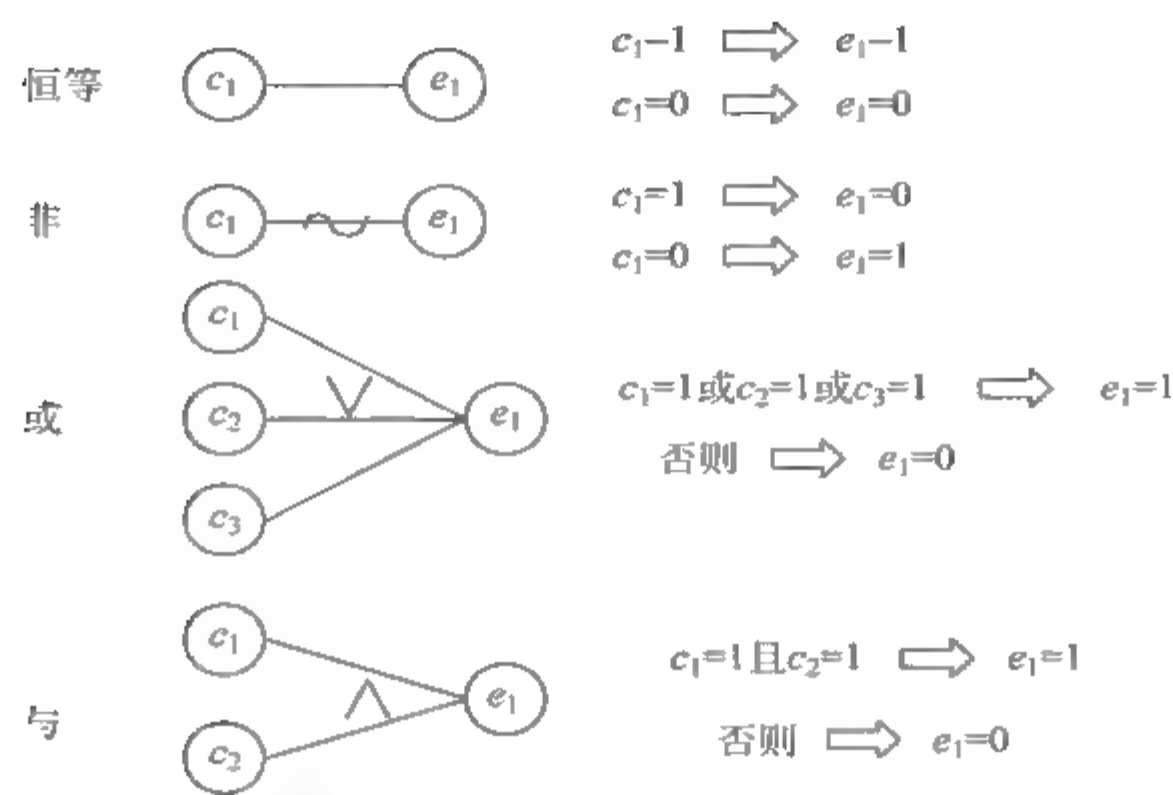 c₁–1 ⇒ e₁–1
恒等 c₁ e₁
c₁=0 ⇒ e₁=0
c₁=1 ⇒ e₁=0
非 c₁ ~ e₁
c₁=0 ⇒ e₁=1
c₁
c₁=1或c₂=1或c₃=1 ⇒ e₁=1
或 c₂ ∨ e₁
否则 ⇒ e₁=0
c₃
c₁
c₁=1且c₂=1 ⇒ e₁=1
与 ∧ e₁
否则 ⇒ e₁=0
c₂